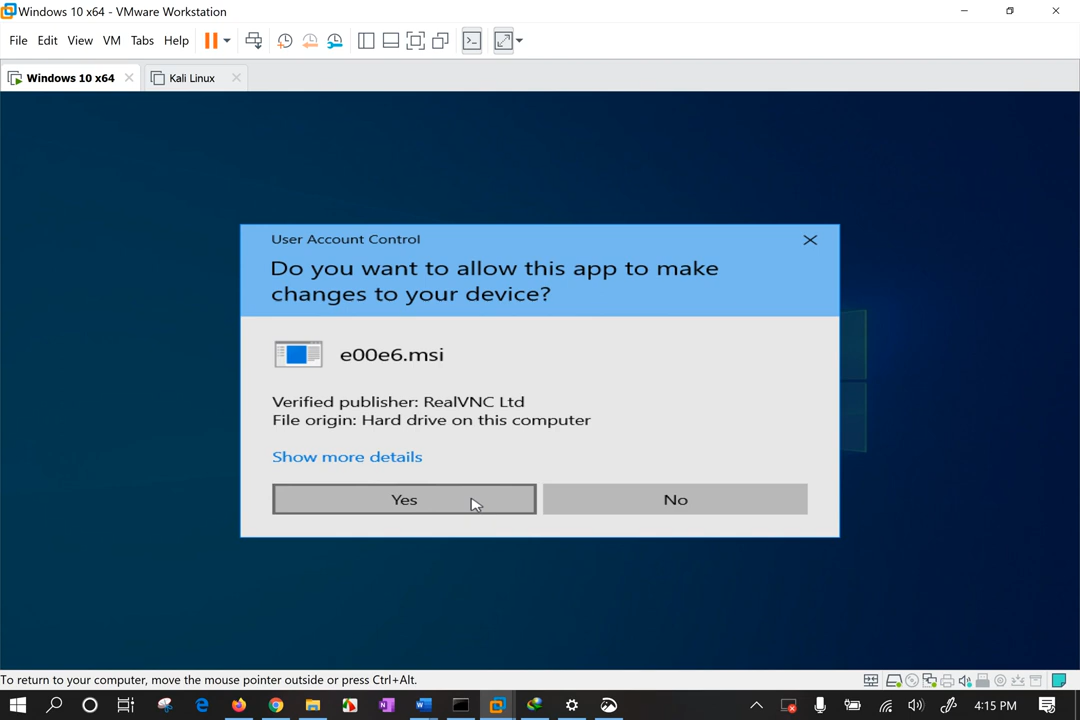 Windows 10 x64 - VMware Workstation
File Edit View VM Tabs Help
Windows 10 x64 Kali Linux
User Account Control
Do you want to allow this app to make
changes to your device?
e00e6.msi
Verified publisher: RealVNC Ltd
File origin: Hard drive on this computer
Show more details
Yes No
To return to your computer, move the mouse pointer outside or press Ctrl+Alt.
4:15 PM